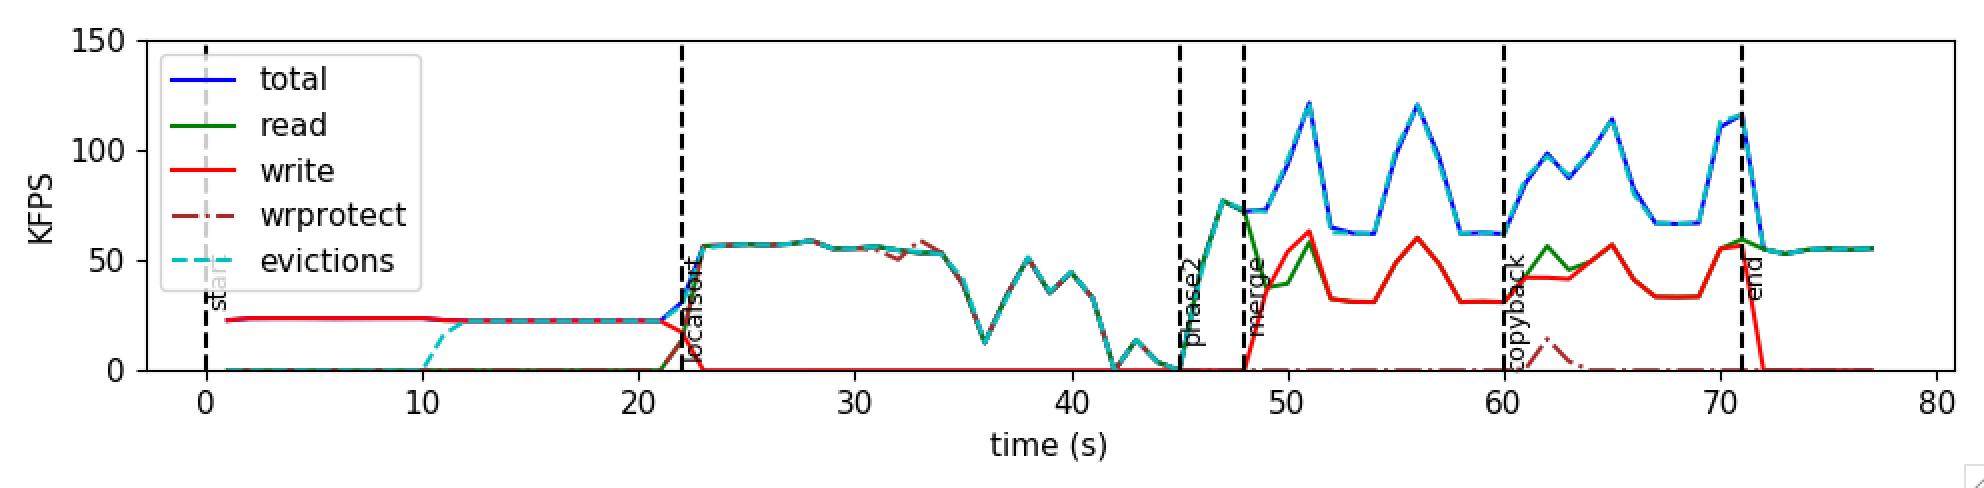 150
100
50
0
KFPS
total
read
write
wrprotect
evictions
start
localsort
phase2
merge
copyback
end
0 10 20 30 40 50 60 70 80
time (s)